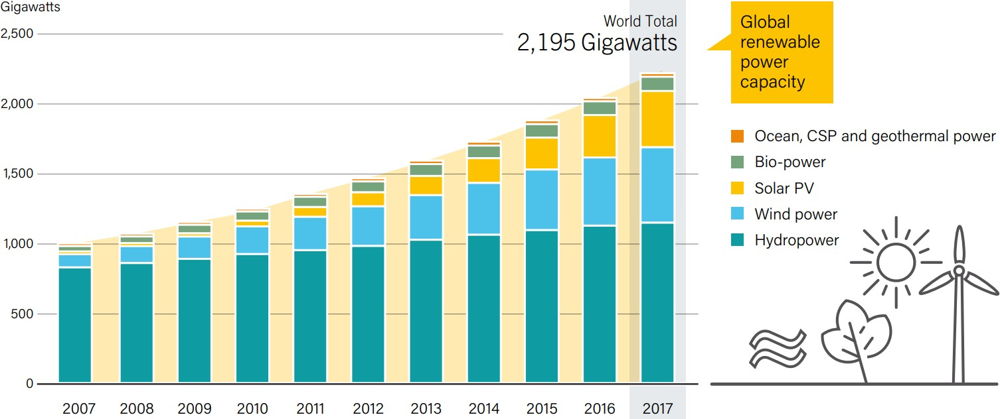 Gigawatts
World Total
2,195 Gigawatts
2,500
2,000
1,500
1,000
500
0
2007 2008 2009 2010 2011 2012 2013 2014 2015 2016 2017
Global
renewable
power
capacity
Ocean, CSP and geothermal power
Bio-power
Solar PV
Wind power
Hydropower